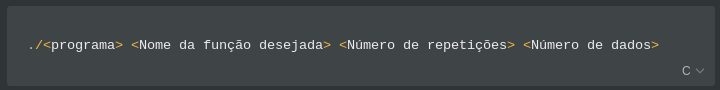 ./<programa> <Nome da função desejada> <Número de repetições> <Número de dados>
C